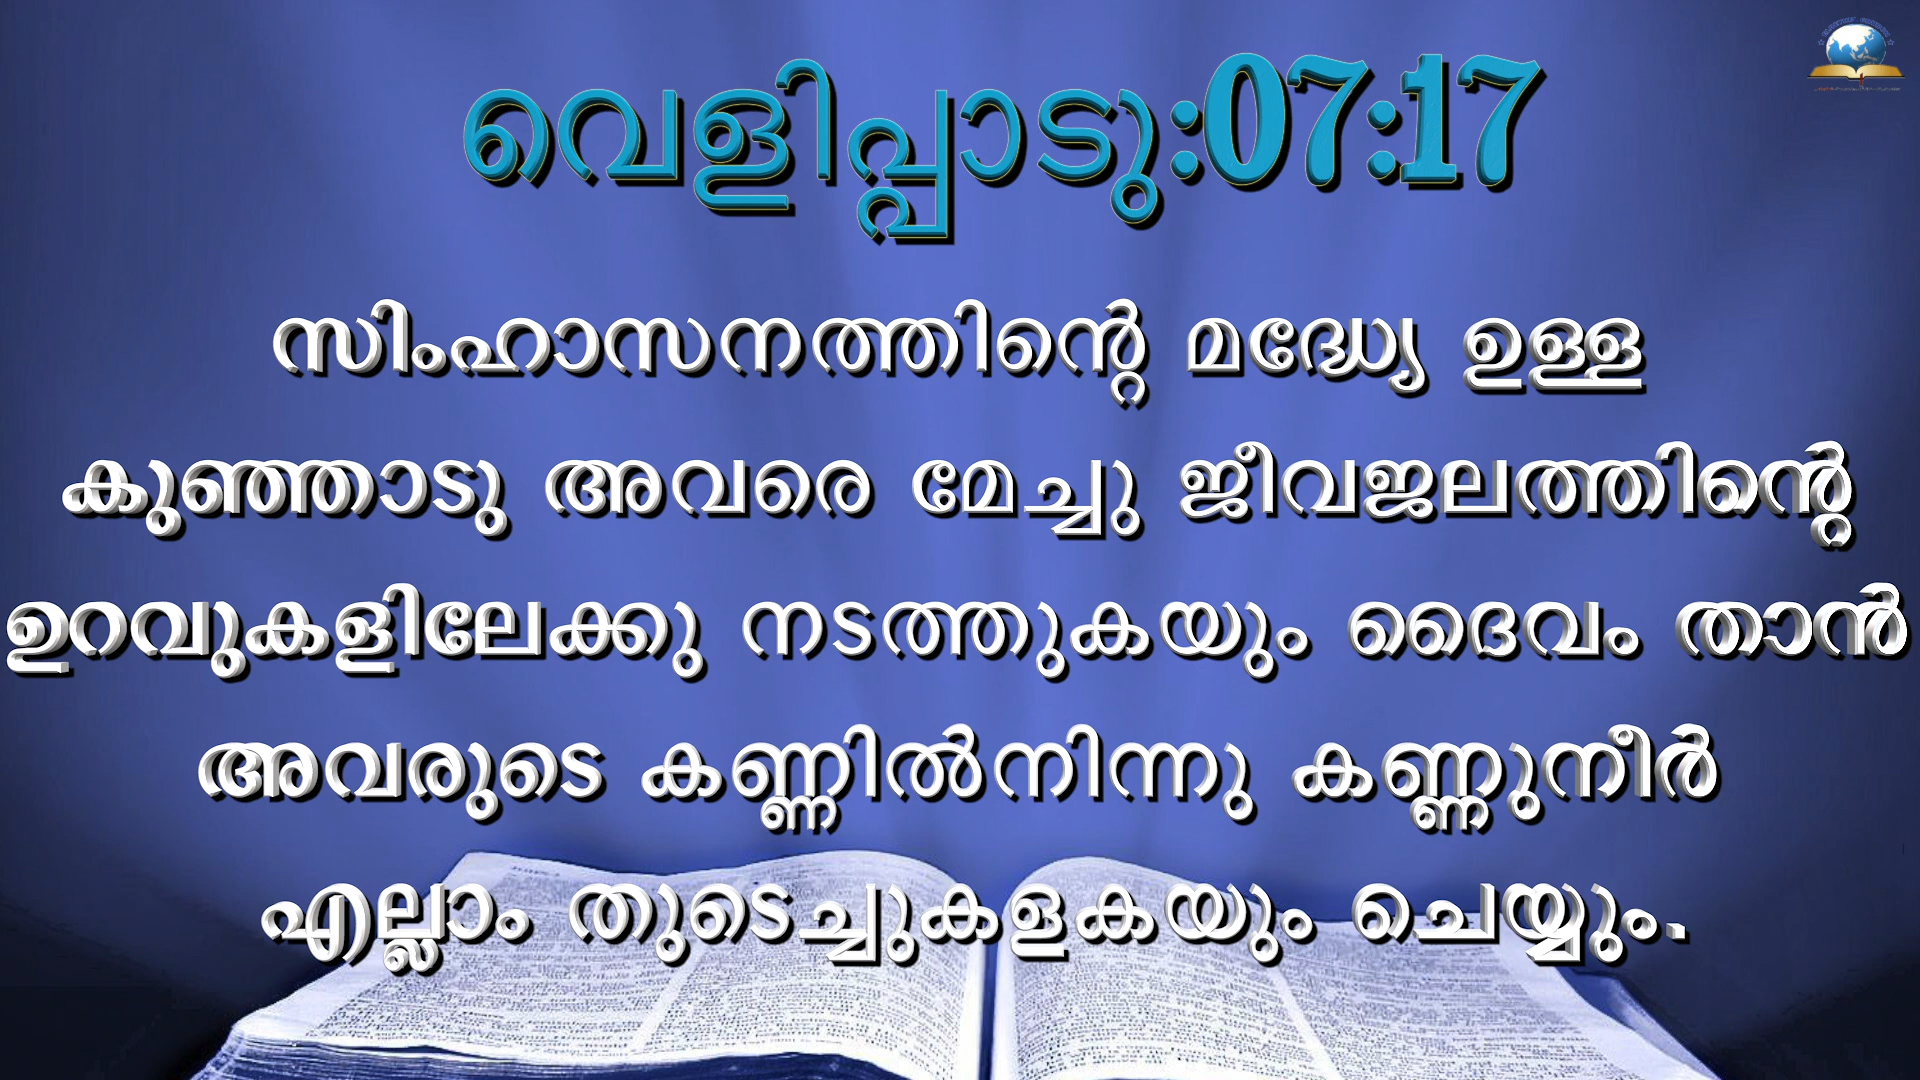 വെളിപ്പാടു:07:17
സിംഹാസനത്തിന്റെ മദ്ധ്യേ ഉള്ള
കുഞ്ഞാടു അവരെ മേച്ചു ജീവജലത്തിന്റെ
ഉറവുകളിലേക്കു നടത്തുകയും ദൈവം താൻ
അവരുടെ കണ്ണിൽനിന്നു കണ്ണുനീർ
എല്ലാം തുടെച്ചുകളകയും ചെയ്യും.